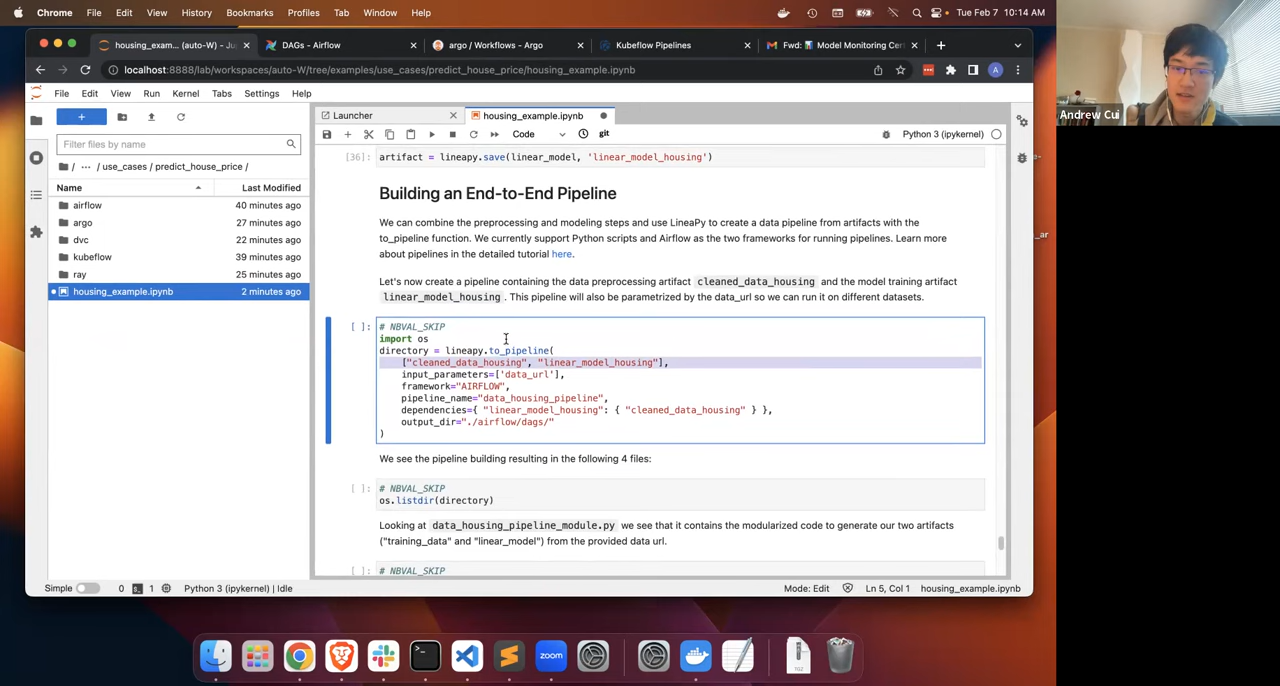 Chrome File Edit View History Bookmarks Profiles Tab Window Help
Tue Feb 7 10:14 AM
housing_exam... (auto-W) - Ju
DAGs - Airflow
argo / Workflows - Argo
Kubeflow Pipelines
Fwd: Model Monitoring Cer
localhost:8888/lab/workspaces/auto-W/tree/examples/use_cases/predict_house_price/housing_example.ipynb
A
File Edit View Run Kernel Tabs Settings Help
Launcher
housing_example.ipynb
Code
git
Python 3 (ipykernel)
Filter files by name
/ ... / use_cases / predict_house_price /
Name Last Modified
airflow 40 minutes ago
argo 27 minutes ago
dvc 22 minutes ago
kubeflow 39 minutes ago
ray 25 minutes ago
housing_example.ipynb 2 minutes ago
[36]: artifact = lineapy.save(linear_model, 'linear_model_housing')
Building an End-to-End Pipeline
We can combine the preprocessing and modeling steps and use LineaPy to create a data pipeline from artifacts with the
to_pipeline function. We currently support Python scripts and Airflow as the two frameworks for running pipelines. Learn more
about pipelines in the detailed tutorial here.
Let's now create a pipeline containing the data preprocessing artifact cleaned_data_housing and the model training artifact
linear_model_housing . This pipeline will also be parametrized by the data_url so we can run it on different datasets.
[ ]: # NBVAL_SKIP
import os
directory = lineapy.to_pipeline(
["cleaned_data_housing", "linear_model_housing"],
input_parameters=['data_url'],
framework="AIRFLOW",
pipeline_name="data_housing_pipeline",
dependencies={ "linear_model_housing": { "cleaned_data_housing" } },
output_dir="./airflow/dags/"
)
We see the pipeline building resulting in the following 4 files:
[ ]: # NBVAL_SKIP
os.listdir(directory)
Looking at data_housing_pipeline_module.py we see that it contains the modularized code to generate our two artifacts
("training_data" and "linear_model") from the provided data url.
[ ]: # NBVAL_SKIP
Simple 0 1 Python 3 (ipykernel) | Idle
Mode: Edit Ln 5, Col 1 housing_example.ipynb
Andrew Cui
zoom
TGZ